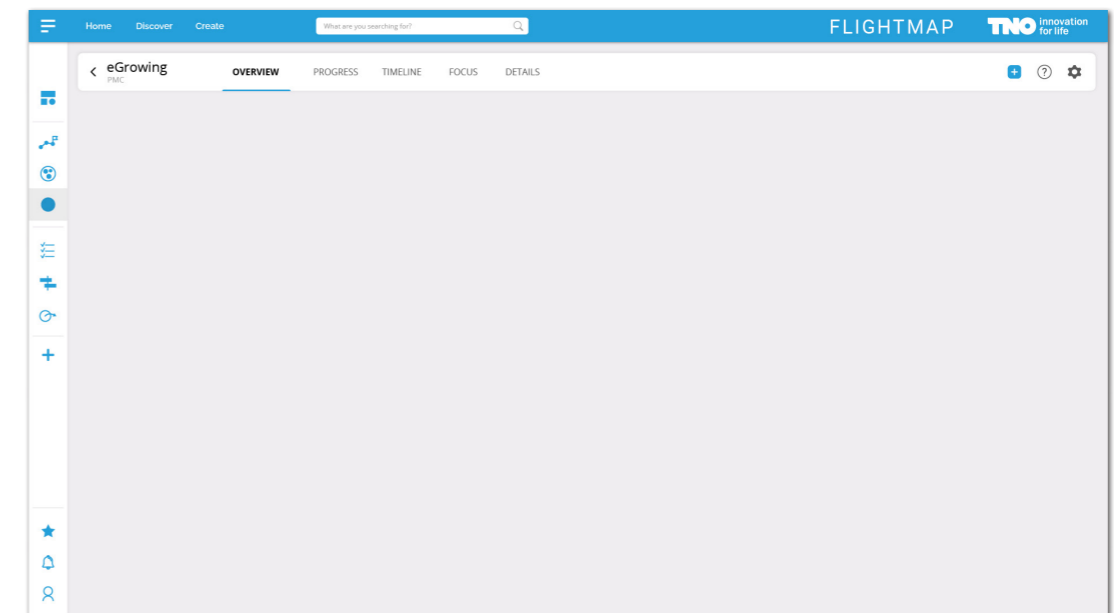 Home Discover Create What are you searching for? FLIGHTMAP TNO innovation for life
eGrowing OVERVIEW PROGRESS TIMELINE FOCUS DETAILS
PMC